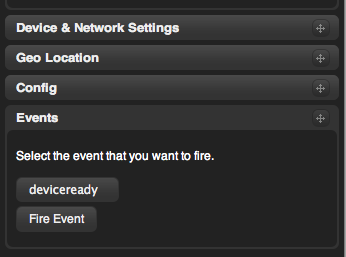 Device & Network Settings
Geo Location
Config
Events
Select the event that you want to fire.
deviceready
Fire Event